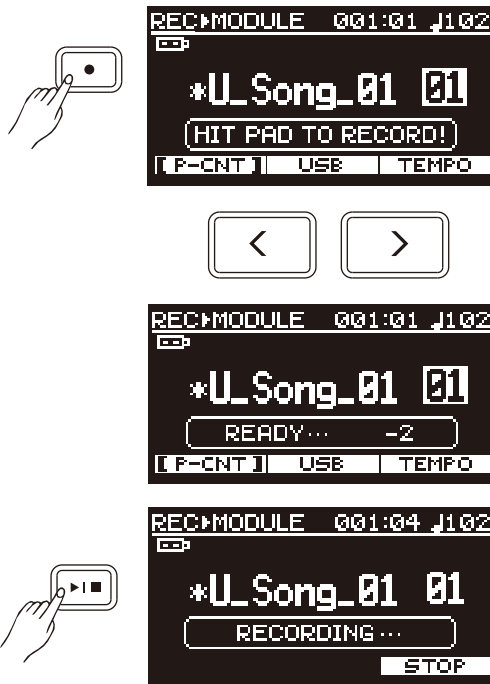 REC▸MODULE 001:01 ♩102
*U_Song_01 01
HIT PAD TO RECORD!
[ P-CNT ] USB TEMPO
< >
REC▸MODULE 001:01 ♩102
*U_Song_01 01
READY··· -2
[ P-CNT ] USB TEMPO
REC▸MODULE 001:04 ♩102
*U_Song_01 01
RECORDING···
STOP